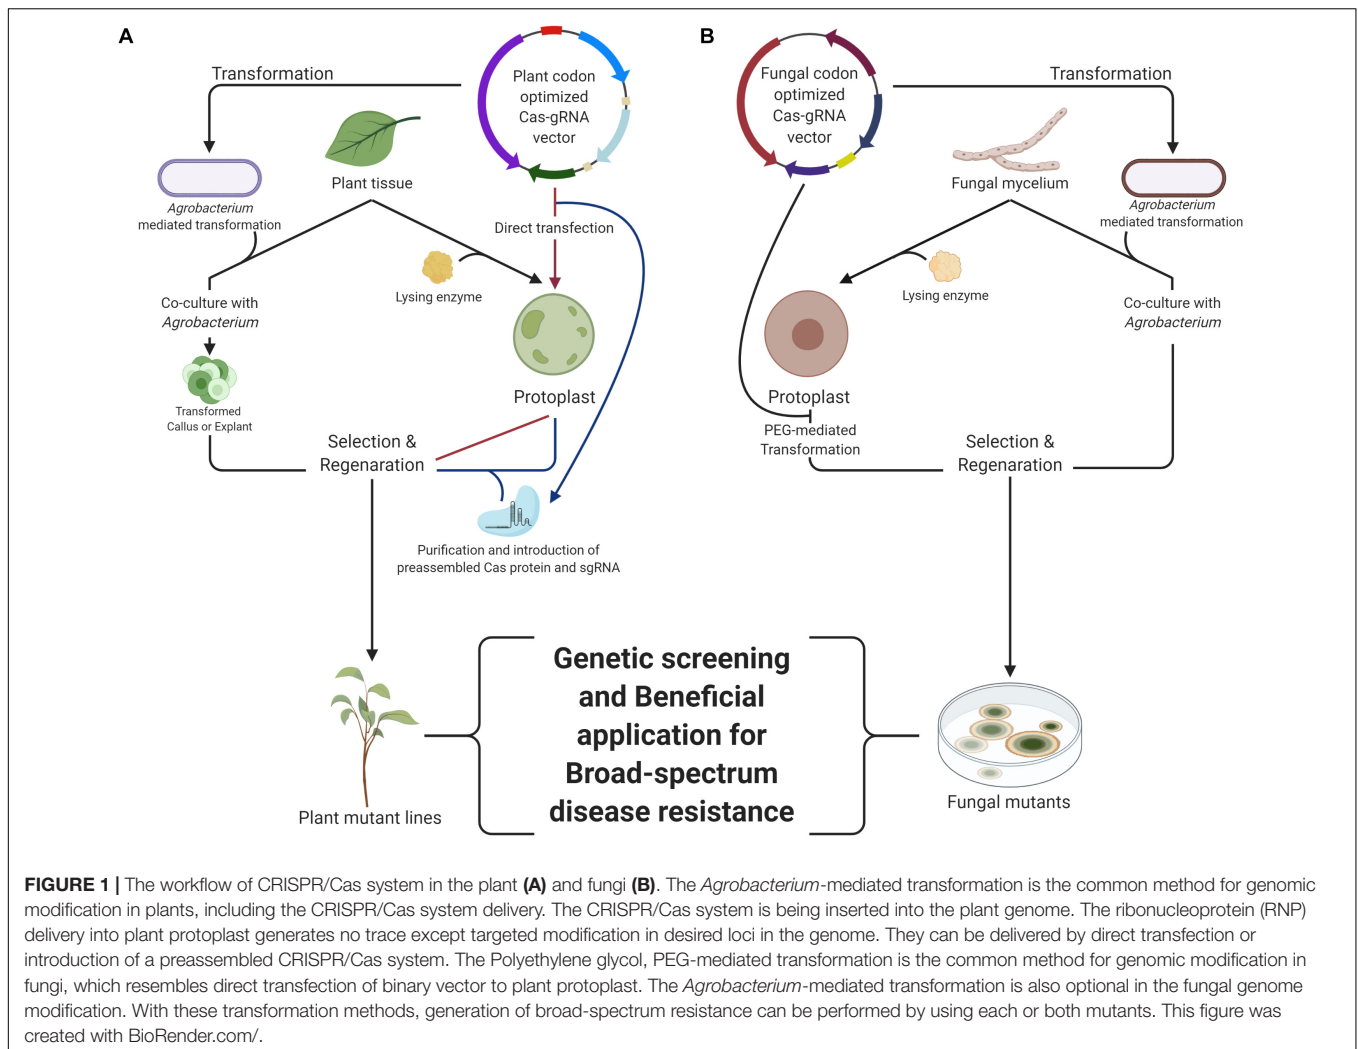 A
Transformation
Plant codon
optimized
Cas-gRNA
vector
Plant tissue
Agrobacterium
mediated transformation
Direct transfection
Lysing enzyme
Co-culture with
Agrobacterium
Transformed
Callus or Explant
Protoplast
Selection &
Regenaration
Purification and introduction of
preassembled Cas protein and sgRNA
Plant mutant lines
B
Fungal codon
optimized
Cas-gRNA
vector
Transformation
Fungal mycelium
Agrobacterium
mediated transformation
Lysing enzyme
Co-culture with
Agrobacterium
Protoplast
PEG-mediated
Transformation
Selection &
Regenaration
Fungal mutants
Genetic screening
and Beneficial
application for
Broad-spectrum
disease resistance
FIGURE 1 | The workflow of CRISPR/Cas system in the plant (A) and fungi (B). The Agrobacterium-mediated transformation is the common method for genomic
modification in plants, including the CRISPR/Cas system delivery. The CRISPR/Cas system is being inserted into the plant genome. The ribonucleoprotein (RNP)
delivery into plant protoplast generates no trace except targeted modification in desired loci in the genome. They can be delivered by direct transfection or
introduction of a preassembled CRISPR/Cas system. The Polyethylene glycol, PEG-mediated transformation is the common method for genomic modification in
fungi, which resembles direct transfection of binary vector to plant protoplast. The Agrobacterium-mediated transformation is also optional in the fungal genome
modification. With these transformation methods, generation of broad-spectrum resistance can be performed by using each or both mutants. This figure was
created with BioRender.com/.